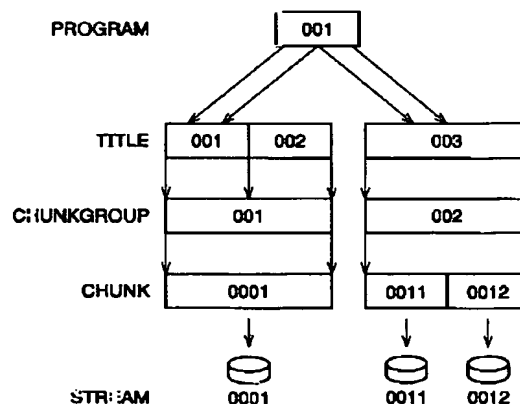 PROGRAM 001
TITLE 001 002 003
CHUNKGROUP 001 002
CHUNK 0001 0011 0012
STREAM 0001 0011 0012